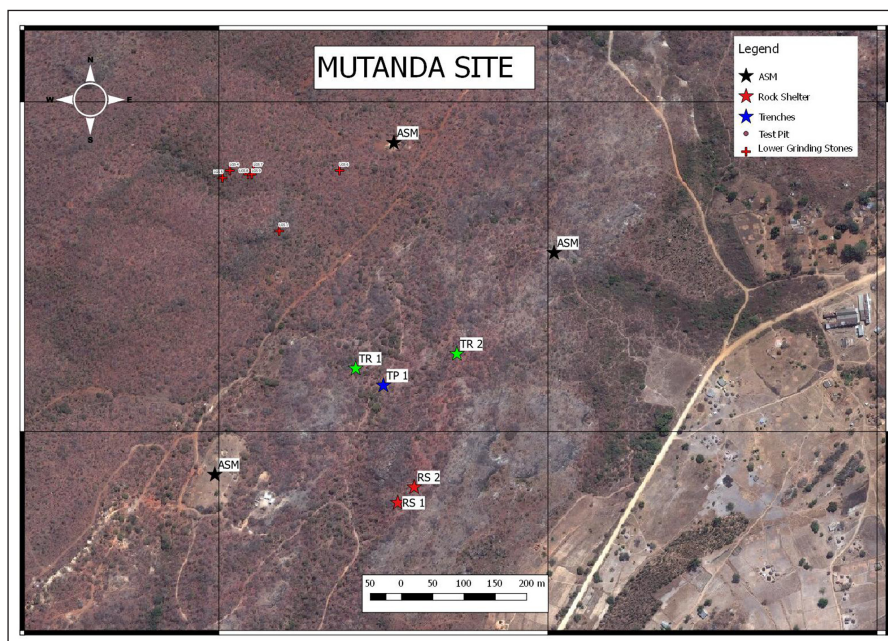 MUTANDA SITE
Legend
ASM
Rock Shelter
Trenches
Test Pit
Lower Grinding Stones
N
W
E
S
ASM
ASM
TR 2
TR 1
TP 1
ASM
RS 2
RS 1
50 0 50 100 150 200 m